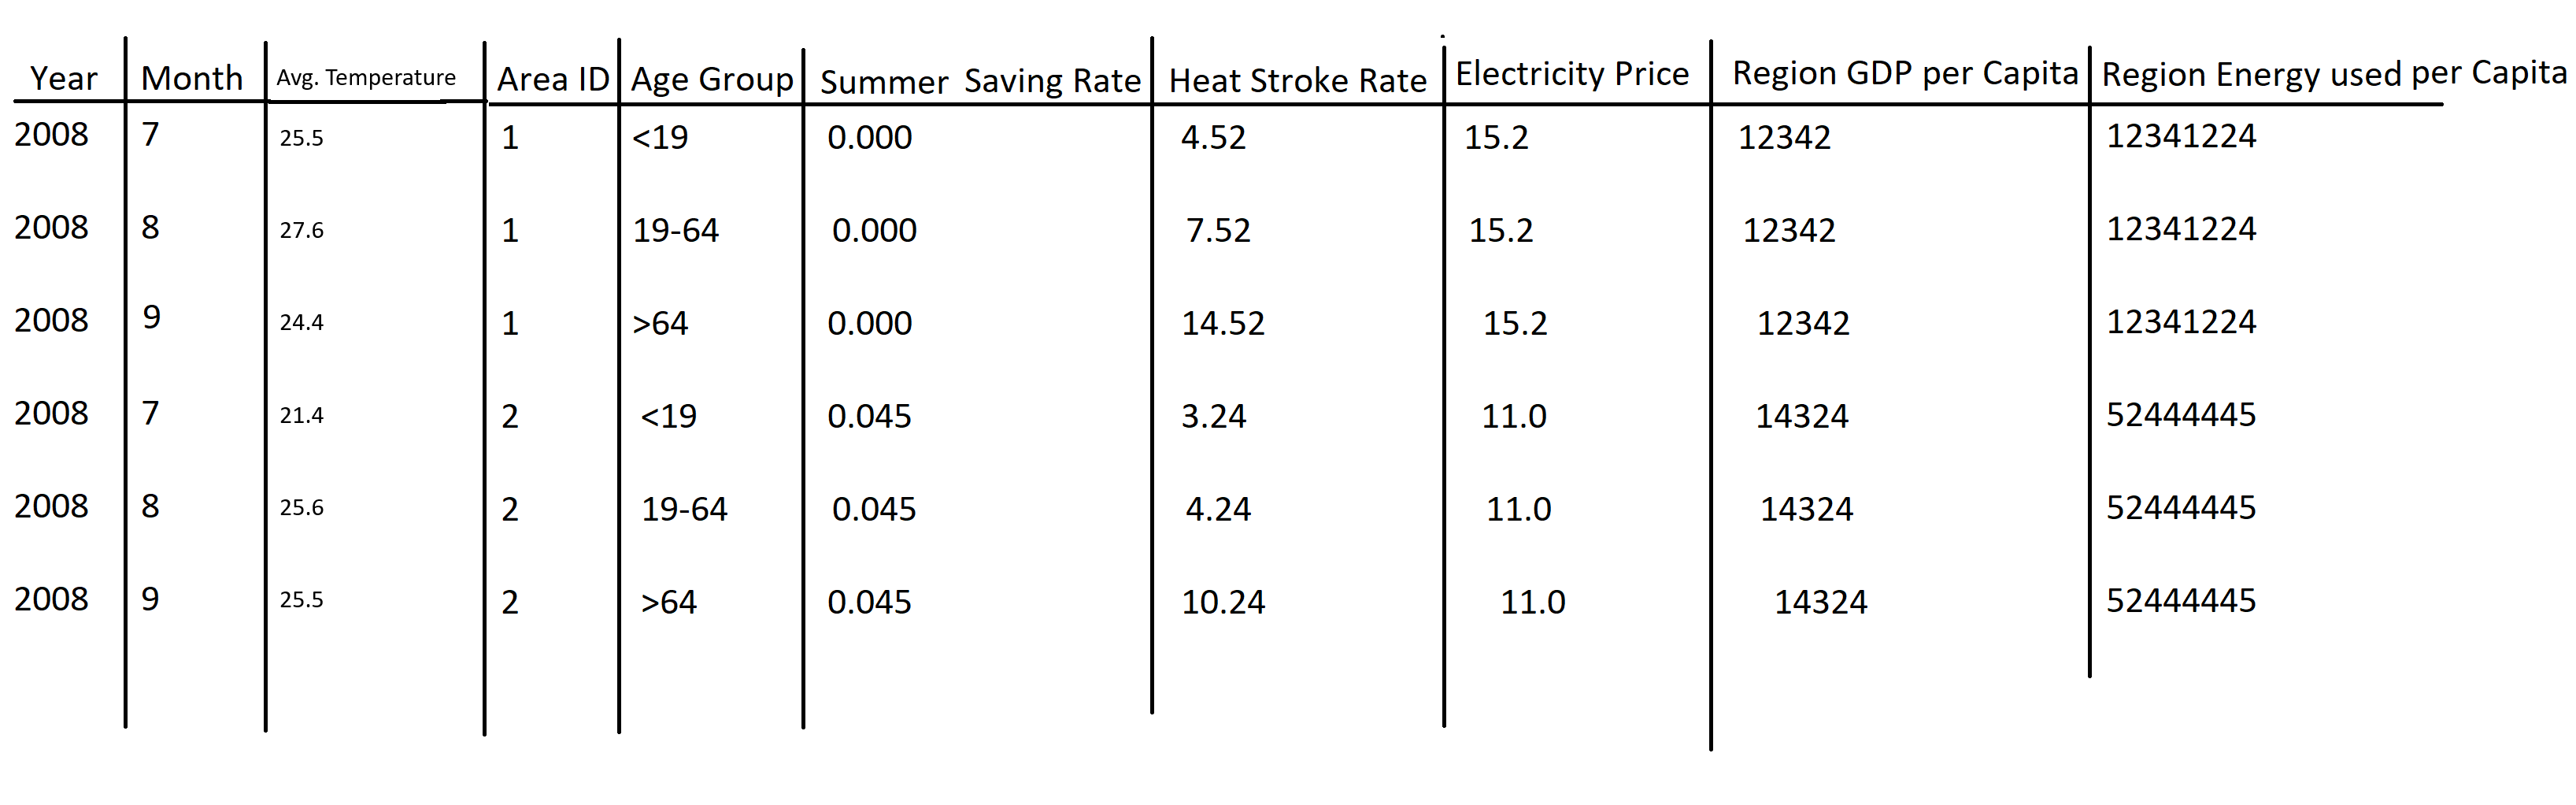 Year Month Avg. Temperature Area ID Age Group Summer Saving Rate Heat Stroke Rate Electricity Price Region GDP per Capita Region Energy used per Capita
2008 7 25.5 1 <19 0.000 4.52 15.2 12342 12341224
2008 8 27.6 1 19-64 0.000 7.52 15.2 12342 12341224
2008 9 24.4 1 >64 0.000 14.52 15.2 12342 12341224
2008 7 21.4 2 <19 0.045 3.24 11.0 14324 52444445
2008 8 25.6 2 19-64 0.045 4.24 11.0 14324 52444445
2008 9 25.5 2 >64 0.045 10.24 11.0 14324 52444445